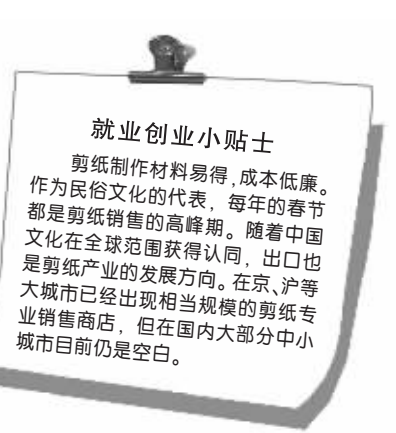 就业创业小贴士
剪纸制作材料易得，成本低廉。
作为民俗文化的代表，每年的春节
都是剪纸销售的高峰期。随着中国
文化在全球范围获得认同，出口也
是剪纸产业的发展方向。在京、沪等
大城市已经出现相当规模的剪纸专
业销售商店，但在国内大部分中小
城市目前仍是空白。